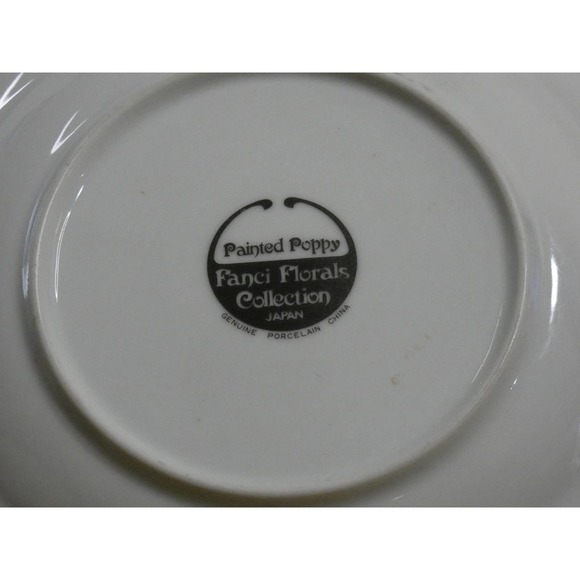 Painted Poppy
Fanci Florals
Collection
JAPAN
GENUINE PORCELAIN CHINA